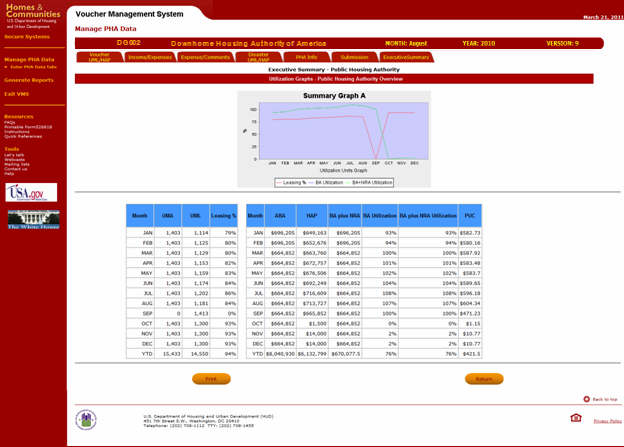 Homes &
Communities
U.S. Department of Housing
and Urban Development
Voucher Management System
March 21, 2011
Secure Systems
Manage PHA Data
DG002 Downhome Housing Authority of America MONTH: August YEAR: 2010 VERSION: 9
Voucher UML/HAP Income/Expenses Expense/Comments Disaster UML/HAP PHA Info Submission ExecutiveSummary
Manage PHA Data
Enter PHA Data Tabs
Generate Reports
Exit VMS
Resources
FAQs
Printable Form52681B
Instructions
Quick References
Tools
Let's talk
Webcasts
Mailing lists
Contact us
Help
USA.gov
The White House
Executive Summary - Public Housing Authority
Utilization Graphs - Public Housing Authority Overview
Summary Graph A
100
75
%
50
25
0
JAN FEB MAR APR MAY JUN JUL AUG SEP OCT NOV DEC
Utilization Units Graph
Leasing % BA Utilization BA+NRA Utilization
Month UMA UML Leasing % Month ABA HAP BA plus NRA BA Utilization BA plus NRA Utilization PUC
JAN 1,403 1,114 79% JAN $696,205 $649,163 $696,205 93% 93% $582.73
FEB 1,403 1,125 80% FEB $696,205 $652,676 $696,205 94% 94% $580.16
MAR 1,403 1,129 80% MAR $664,852 $663,760 $664,852 100% 100% $587.92
APR 1,403 1,153 82% APR $664,852 $672,757 $664,852 101% 101% $583.48
MAY 1,403 1,159 83% MAY $664,852 $676,506 $664,852 102% 102% $583.7
JUN 1,403 1,174 84% JUN $664,852 $692,249 $664,852 104% 104% $589.65
JUL 1,403 1,202 86% JUL $664,852 $716,609 $664,852 108% 108% $596.18
AUG 1,403 1,181 84% AUG $664,852 $713,727 $664,852 107% 107% $604.34
SEP 0 1,413 0% SEP $664,852 $665,852 $664,852 100% 100% $471.23
OCT 1,403 1,300 93% OCT $664,852 $1,500 $664,852 0% 0% $1.15
NOV 1,403 1,300 93% NOV $664,852 $14,000 $664,852 2% 2% $10.77
DEC 1,403 1,300 93% DEC $664,852 $14,000 $664,852 2% 2% $10.77
YTD 15,433 14,550 94% YTD $8,040,930 $6,132,799 $670,077.5 76% 76% $421.5
Print Return
Back to top
U.S. Department of Housing and Urban Development (HUD)
451 7th Street S.W., Washington, DC 20410
Telephone: (202) 708-1112 TTY: (202) 708-1455
Privacy Policy